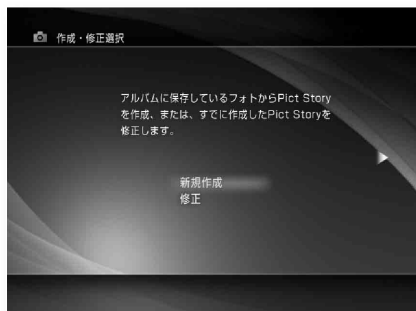 作成・修正選択
アルバムに保存しているフォトからPict Story
を作成、または、すでに作成したPict Storyを
修正します。
新規作成
修正